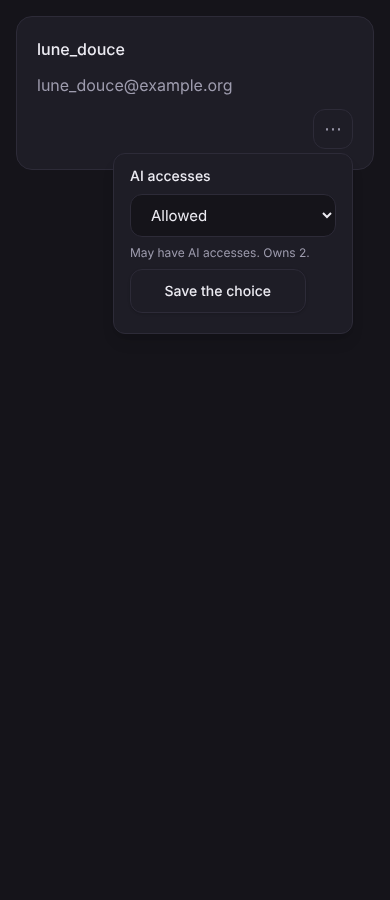 lune_douce
lune_douce@example.org
...
AI accesses
Allowed
May have AI accesses. Owns 2.
Save the choice